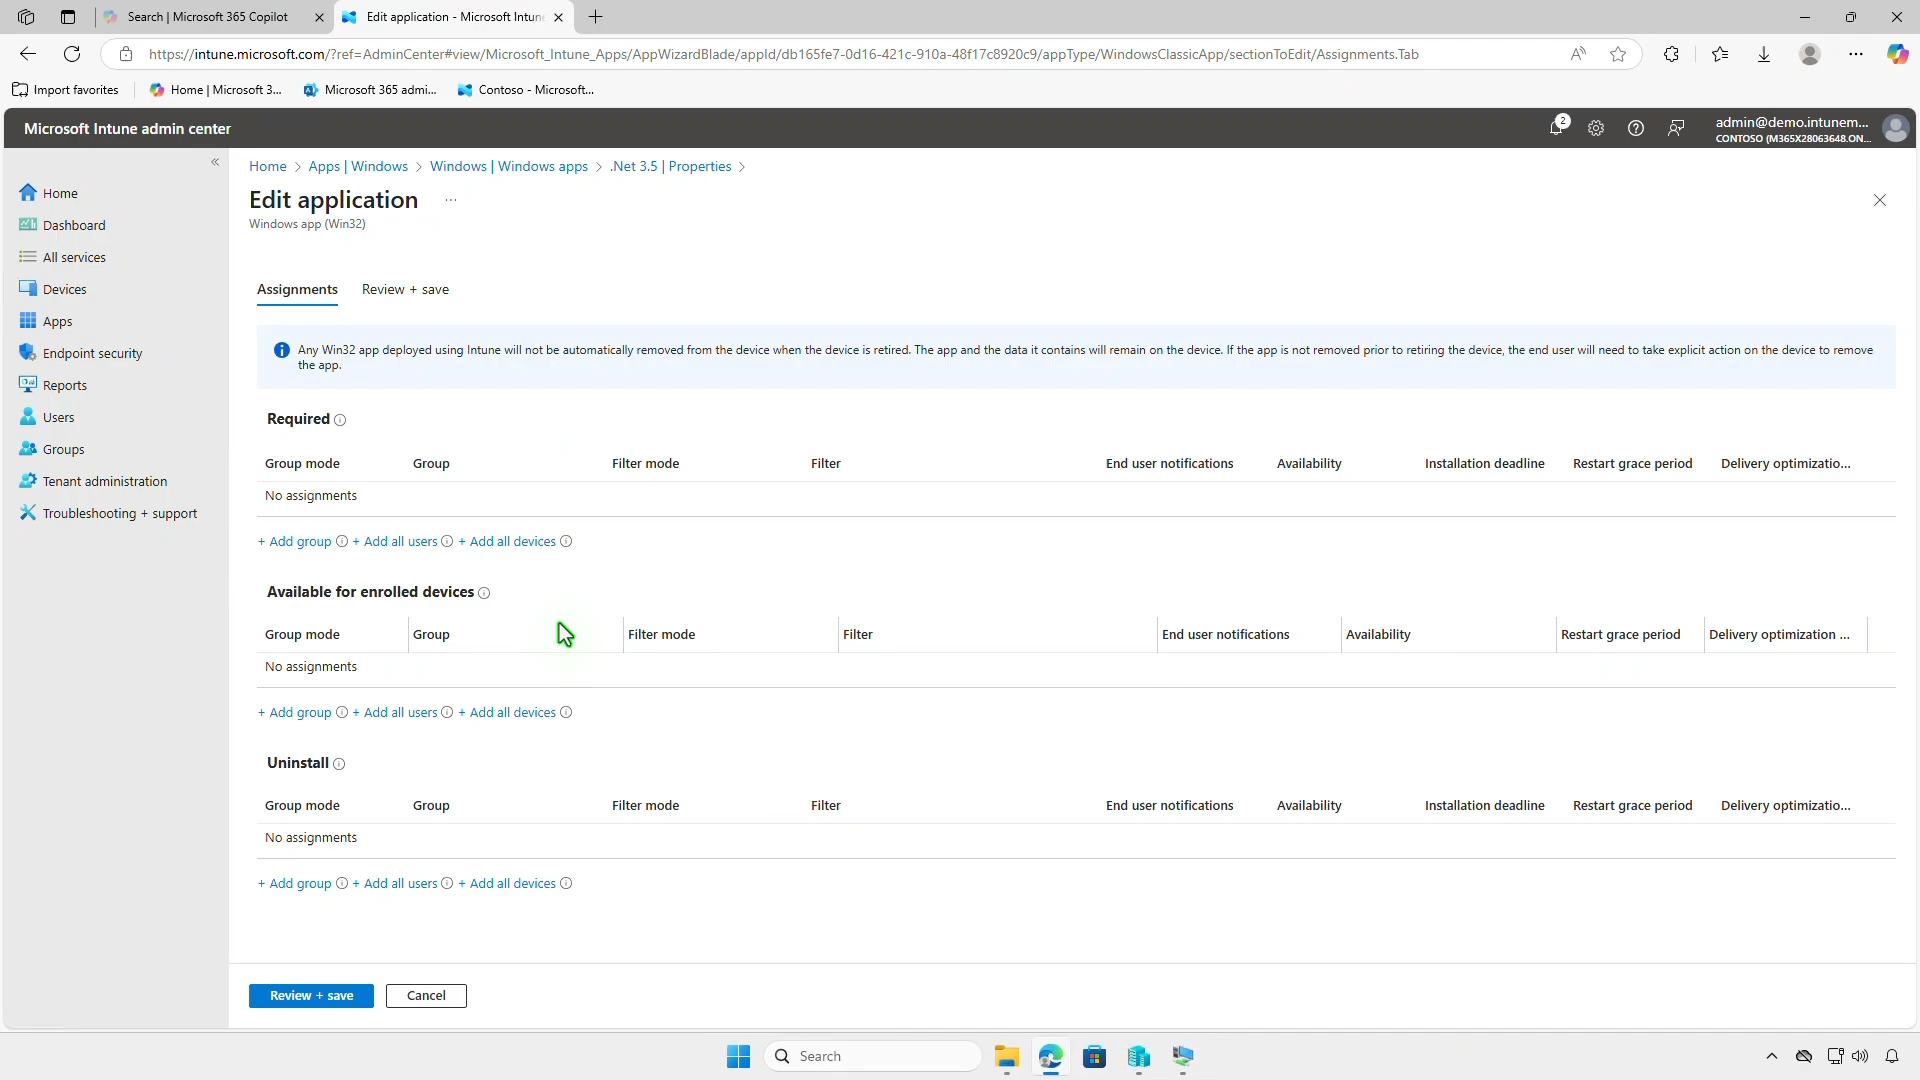 Search | Microsoft 365 Copilot
Edit application - Microsoft Intun
https://intune.microsoft.com/?ref=AdminCenter#view/Microsoft_Intune_Apps/AppWizardBlade/appId/db165fe7-0d16-421c-910a-48f17c8920c9/appType/WindowsClassicApp/sectionToEdit/Assignments.Tab
Import favorites
Home | Microsoft 3...
Microsoft 365 admi...
Contoso - Microsoft...
Microsoft Intune admin center
2
admin@demo.intunem...
CONTOSO (M365X28063648.ON...
Home
Dashboard
All services
Devices
Apps
Endpoint security
Reports
Users
Groups
Tenant administration
Troubleshooting + support
Home > Apps | Windows > Windows | Windows apps > .Net 3.5 | Properties >
Edit application ...
Windows app (Win32)
Assignments Review + save
Any Win32 app deployed using Intune will not be automatically removed from the device when the device is retired. The app and the data it contains will remain on the device. If the app is not removed prior to retiring the device, the end user will need to take explicit action on the device to remove
the app.
Required
Group mode Group Filter mode Filter End user notifications Availability Installation deadline Restart grace period Delivery optimizatio...
No assignments
+ Add group + Add all users + Add all devices
Available for enrolled devices
Group mode Group Filter mode Filter End user notifications Availability Restart grace period Delivery optimization ...
No assignments
+ Add group + Add all users + Add all devices
Uninstall
Group mode Group Filter mode Filter End user notifications Availability Installation deadline Restart grace period Delivery optimizatio...
No assignments
+ Add group + Add all users + Add all devices
Review + save
Cancel
Search